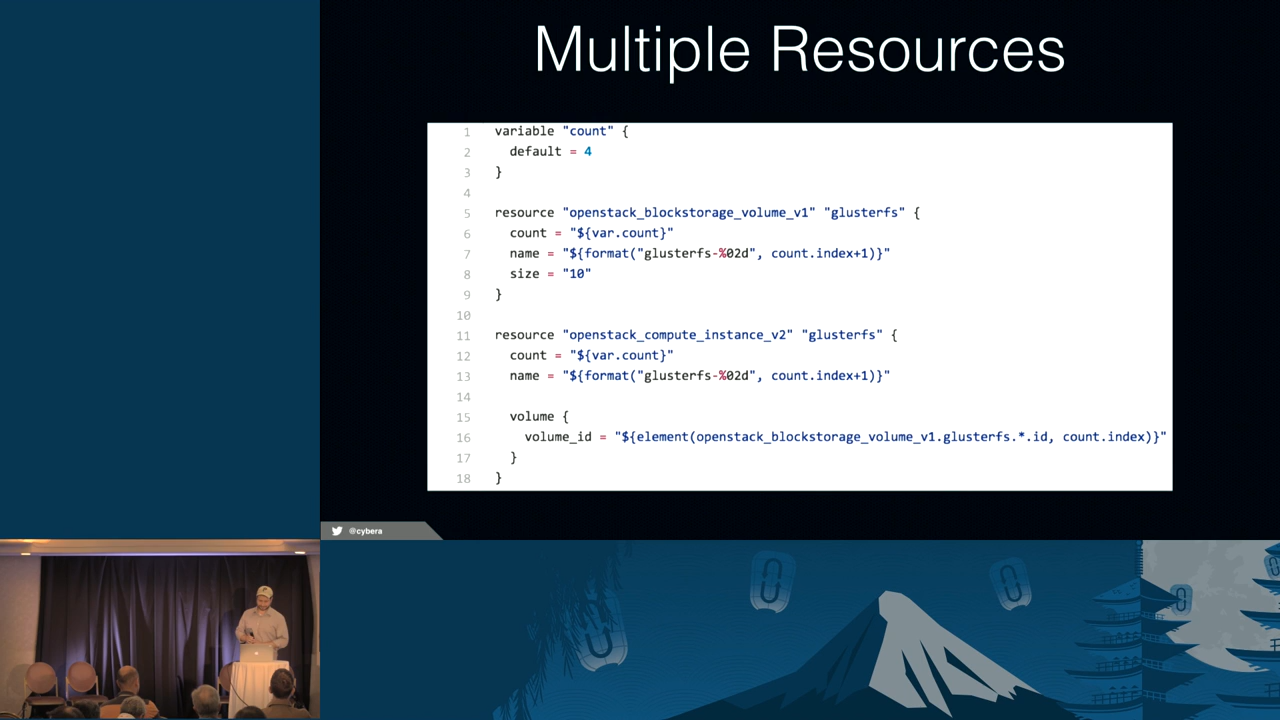 Multiple Resources
1 variable "count" {
2 default = 4
3 }
4
5 resource "openstack_blockstorage_volume_v1" "glusterfs" {
6 count = "${var.count}"
7 name = "${format("glusterfs-%02d", count.index+1)}"
8 size = "10"
9 }
10
11 resource "openstack_compute_instance_v2" "glusterfs" {
12 count = "${var.count}"
13 name = "${format("glusterfs-%02d", count.index+1)}"
14
15 volume {
16 volume_id = "${element(openstack_blockstorage_volume_v1.glusterfs.*.id, count.index)}"
17 }
18 }
@cybera